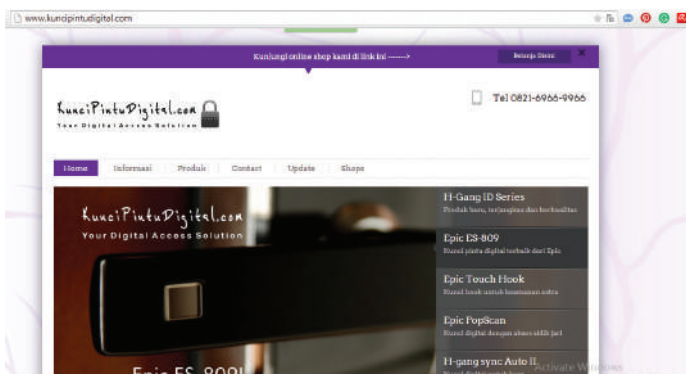 www.kuncipintudigital.com
Kunjungi online shop kami di link ini ------->
Belanja Disini
X
KunciPintuDigital.com
Your Digital Access Solution
Tel 0821-6966-9966
Home Informasi Produk Contact Update Shops
KunciPintuDigital.com
Your Digital Access Solution
H-Gang ID Series
Produk baru, terjangkau dan berkualitas
Epic ES-809
Kunci pintu digital terbaik dari Epic
Epic Touch Hook
Kunci hook untuk keamanan extra
Epic PopScan
Kunci digital dengan akses sidik jari
H-gang sync Auto II
Activate Windows
Epic ES-809L